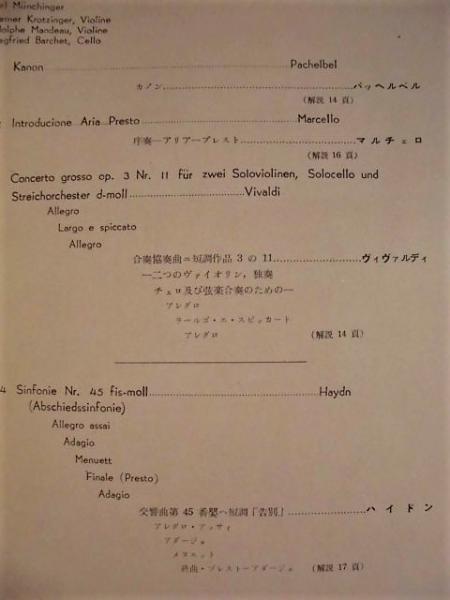 el Münchinger
erner Krotzinger, Violine
dolphe Mandeau, Violine
egfried Barchet, Cello
Kanon Pachelbel
カノン パッヘルベル
(解説 14 頁)
Introducione Aria Presto Marcello
序奏—アリア—プレスト マルチェロ
(解説 16 頁)
Concerto grosso op. 3 Nr. 11 für zwei Soloviolinen, Solocello und
Streichorchester d-moll Vivaldi
Allegro
Largo e spiccato
Allegro
合奏協奏曲ニ短調作品 3 の 11 ヴィヴァルディ
—二つのヴァイオリン，独奏
チェロ及び弦楽合奏のための—
アレグロ
ラールゴ・エ・スピッカート
アレグロ (解説 14 頁)
4 Sinfonie Nr. 45 fis-moll Haydn
(Abschiedssinfonie)
Allegro assai
Adagio
Menuett
Finale (Presto)
Adagio
交響曲第 45 番嬰ヘ短調「告別」 ハイドン
アレグロ・アッサイ
アダージョ
メヌエット
終曲・プレストーアダージョ (解説 17 頁)